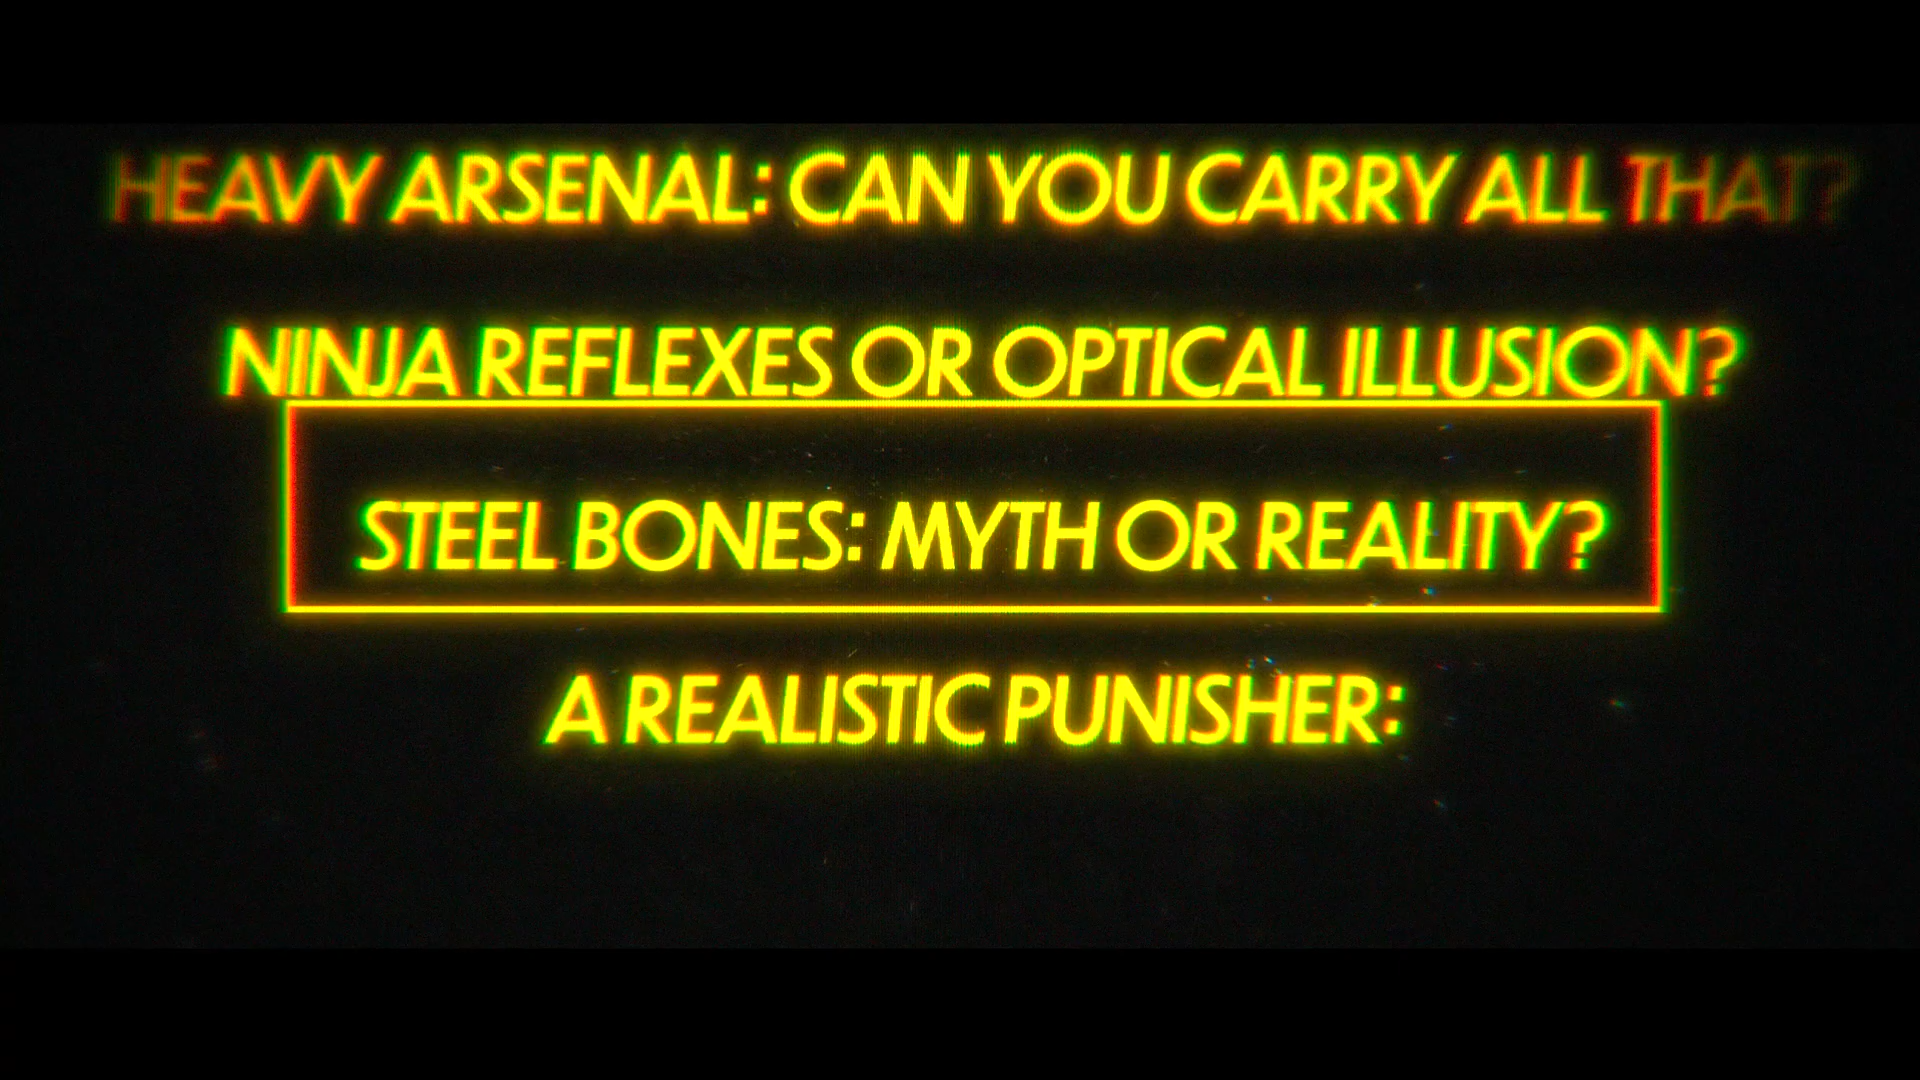 HEAVY ARSENAL: CAN YOU CARRY ALL THAT?
NINJA REFLEXES OR OPTICAL ILLUSION?
STEEL BONES: MYTH OR REALITY?
A REALISTIC PUNISHER: